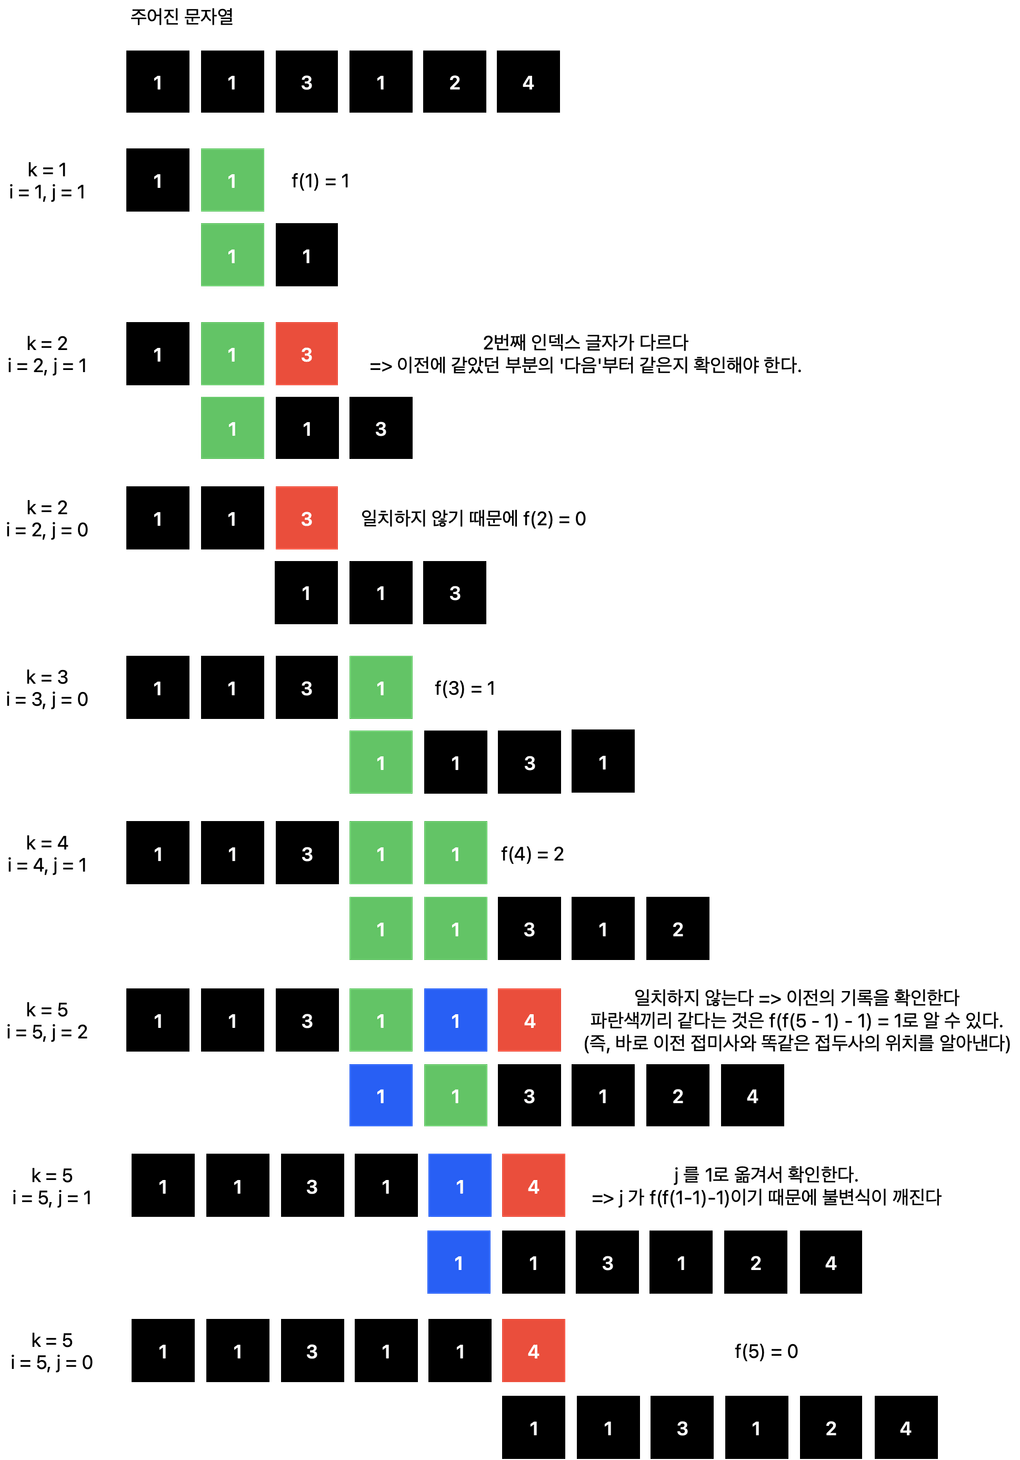 주어진 문자열
1 1 3 1 2 4
k = 1
i = 1, j = 1
1 1
f(1) = 1
1 1
k = 2
i = 2, j = 1
1 1 3
2번째 인덱스 글자가 다르다
=> 이전에 같았던 부분의 '다음'부터 같은지 확인해야 한다.
1 1 3
k = 2
i = 2, j = 0
1 1 3
일치하지 않기 때문에 f(2) = 0
1 1 3
k = 3
i = 3, j = 0
1 1 3 1
f(3) = 1
1 1 3 1
k = 4
i = 4, j = 1
1 1 3 1 1
f(4) = 2
1 1 3 1 2
k = 5
i = 5, j = 2
1 1 3 1 1 4
일치하지 않는다 => 이전의 기록을 확인한다
파란색끼리 같다는 것은 f(f(5 - 1) - 1) = 1로 알 수 있다.
(즉, 바로 이전 접미사와 똑같은 접두사의 위치를 알아낸다)
1 1 3 1 2 4
k = 5
i = 5, j = 1
1 1 3 1 1 4
j 를 1로 옮겨서 확인한다.
=> j 가 f(f(1-1)-1)이기 때문에 불변식이 깨진다
1 1 3 1 2 4
k = 5
i = 5, j = 0
1 1 3 1 1 4
f(5) = 0
1 1 3 1 2 4